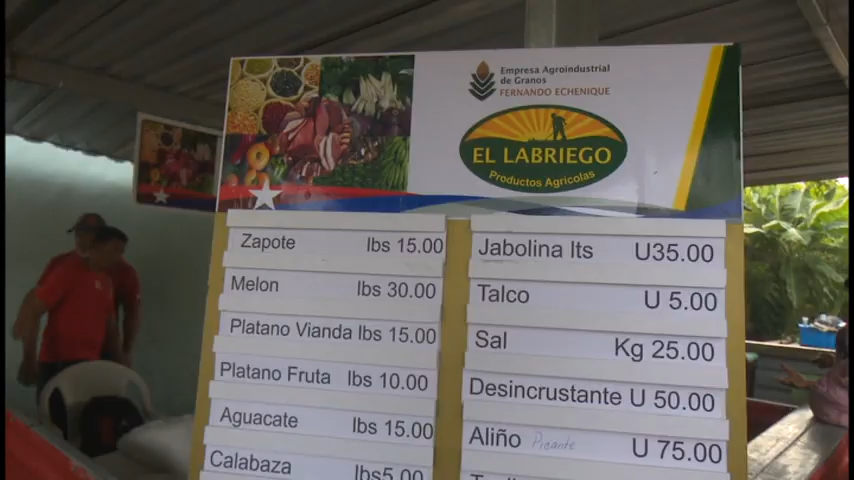 Empresa Agroindustrial
de Granos
FERNANDO ECHENIQUE
EL LABRIEGO
Productos Agricolas
Zapote lbs 15.00
Melon lbs 30.00
Platano Vianda lbs 15.00
Platano Fruta lbs 10.00
Aguacate lbs 15.00
Calabaza lbs5.00
Jabolina lts U35.00
Talco U 5.00
Sal Kg 25.00
Desincrustante U 50.00
Aliño Picante U 75.00